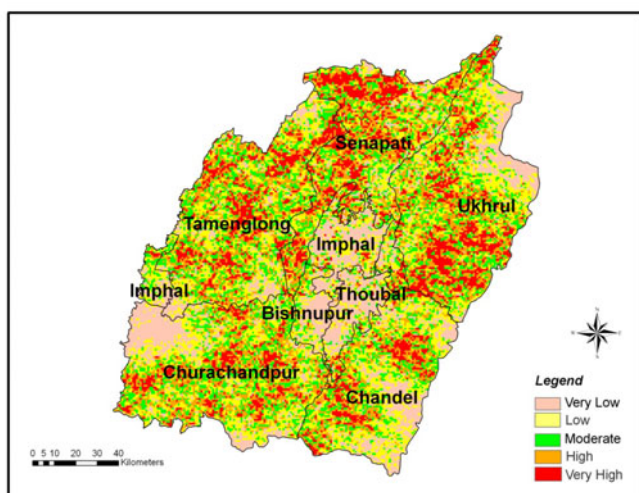 Senapati
Ukhrul
Tamenglong
Imphal
Imphal
Thoubal
Bishnupur
Churachandpur
Chandel
N
W
E
S
Legend
Very Low
Low
Moderate
High
Very High
0 5 10 20 30 40
Kilometers